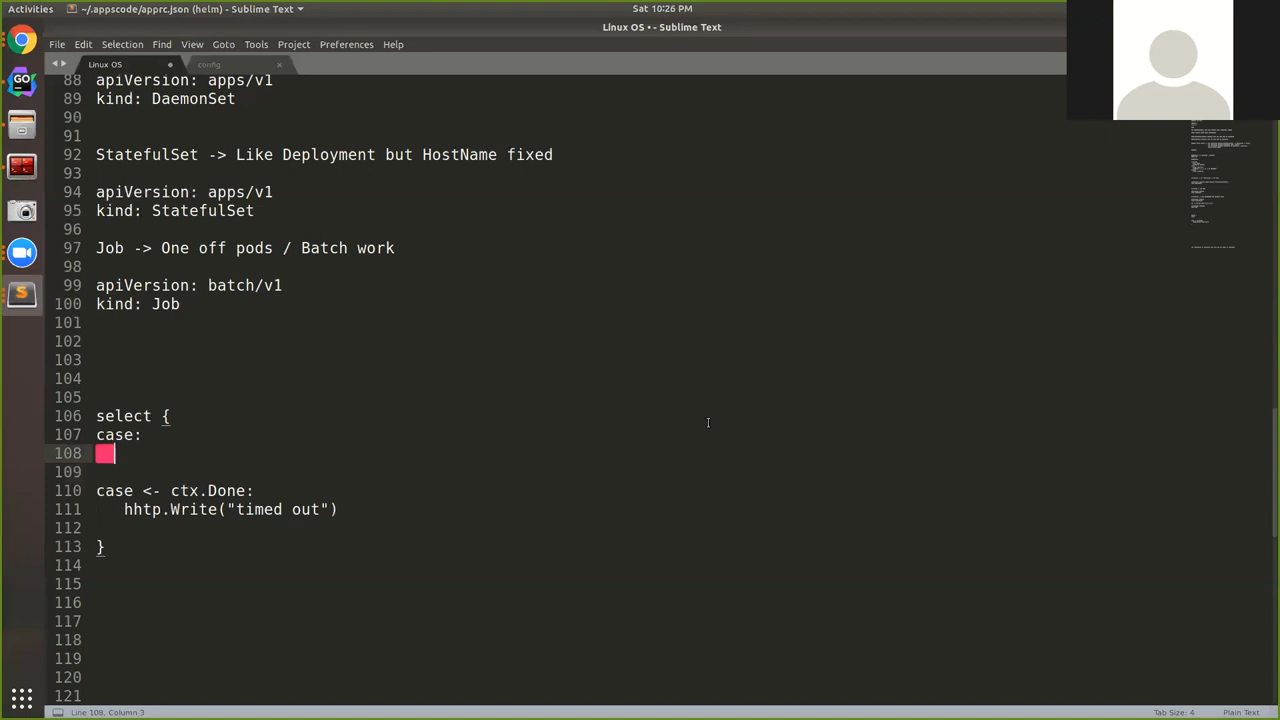 Activities
~/.appscode/apprc.json (helm) - Sublime Text
Sat 10:26 PM
Linux OS • - Sublime Text
File Edit Selection Find View Goto Tools Project Preferences Help
Linux OS
config
88 apiVersion: apps/v1
89 kind: DaemonSet
90
91
92 StatefulSet -> Like Deployment but HostName fixxd
93
94 apiVersion: apps/v1
95 kind: StatefulSet
96
97 Job -> One off pods / Batch work
98
99 apiVersion: batch/v1
100 kind: Job
101
102
103
104
105
106 select {
107 case:
108
109
110 case <- ctx.Done:
111 hhtp.Write("timed out")
112
113 }
114
115
116
117
118
119
120
121
Line 108, Column 3
Tab Size: 4
Plain Text